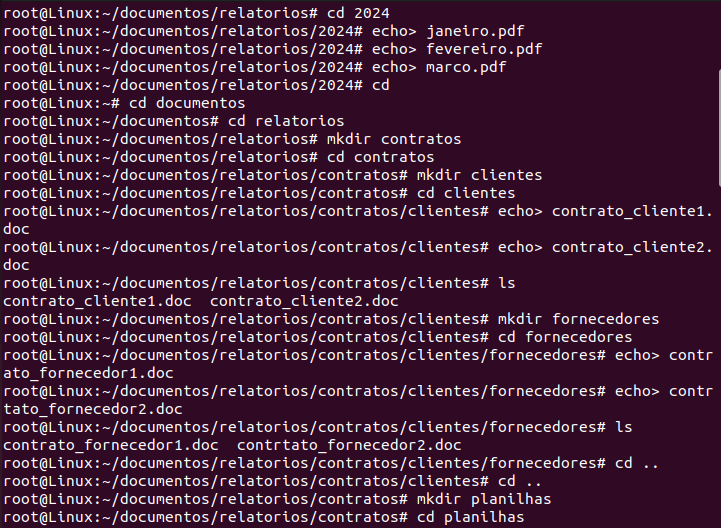 root@Linux:~/documentos/relatorios# cd 2024
root@Linux:~/documentos/relatorios/2024# echo> janeiro.pdf
root@Linux:~/documentos/relatorios/2024# echo> fevereiro.pdf
root@Linux:~/documentos/relatorios/2024# echo> marco.pdf
root@Linux:~/documentos/relatorios/2024# cd
root@Linux:~# cd documentos
root@Linux:~/documentos# cd relatorios
root@Linux:~/documentos/relatorios# mkdir contratos
root@Linux:~/documentos/relatorios# cd contratos
root@Linux:~/documentos/relatorios/contratos# mkdir clientes
root@Linux:~/documentos/relatorios/contratos# cd clientes
root@Linux:~/documentos/relatorios/contratos/clientes# echo> contrato_cliente1.
doc
root@Linux:~/documentos/relatorios/contratos/clientes# echo> contrato_cliente2.
doc
root@Linux:~/documentos/relatorios/contratos/clientes# ls
contrato_cliente1.doc  contrato_cliente2.doc
root@Linux:~/documentos/relatorios/contratos/clientes# mkdir fornecedores
root@Linux:~/documentos/relatorios/contratos/clientes# cd fornecedores
root@Linux:~/documentos/relatorios/contratos/clientes/fornecedores# echo> contr
ato_fornecedor1.doc
root@Linux:~/documentos/relatorios/contratos/clientes/fornecedores# echo> contr
tato_fornecedor2.doc
root@Linux:~/documentos/relatorios/contratos/clientes/fornecedores# ls
contrato_fornecedor1.doc  contrtato_fornecedor2.doc
root@Linux:~/documentos/relatorios/contratos/clientes/fornecedores# cd ..
root@Linux:~/documentos/relatorios/contratos/clientes# cd ..
root@Linux:~/documentos/relatorios/contratos# mkdir planilhas
root@Linux:~/documentos/relatorios/contratos# cd planilhas